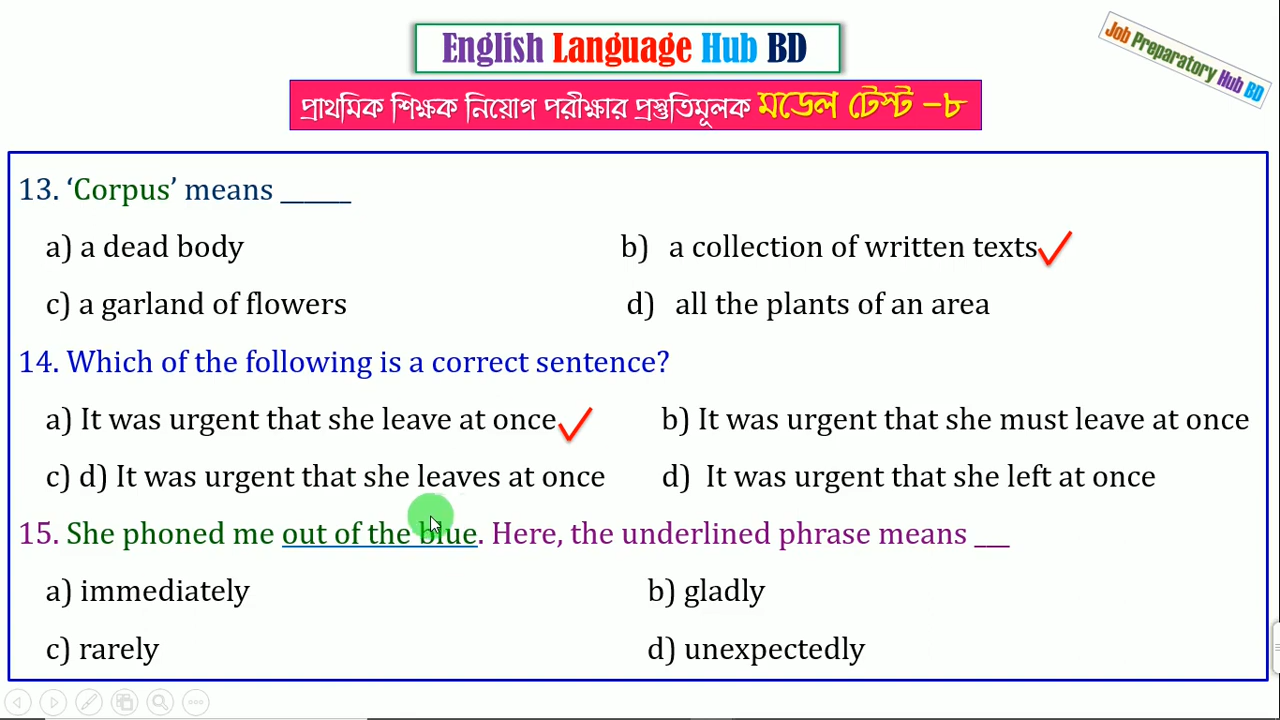 English Language Hub BD
Job Preparatory Hub BD
প্রাথমিক শিক্ষক নিয়োগ পরীক্ষার প্রস্তুতিমূলক মডেল টেস্ট -৮
13. ‘Corpus’ means ______
a) a dead body b) a collection of written texts
c) a garland of flowers d) all the plants of an area
14. Which of the following is a correct sentence?
a) It was urgent that she leave at once b) It was urgent that she must leave at once
c) d) It was urgent that she leaves at once d) It was urgent that she left at once
15. She phoned me out of the blue. Here, the underlined phrase means ___
a) immediately b) gladly
c) rarely d) unexpectedly